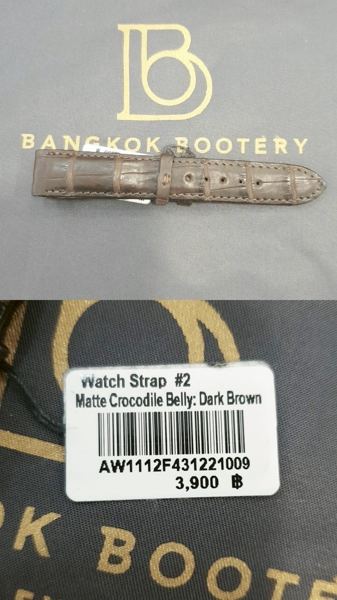 B
BANGKOK BOOTERY
Watch Strap #2
Matte Crocodile Belly: Dark Brown
AW1112F431221009
3,900 ฿
OK BOOTE